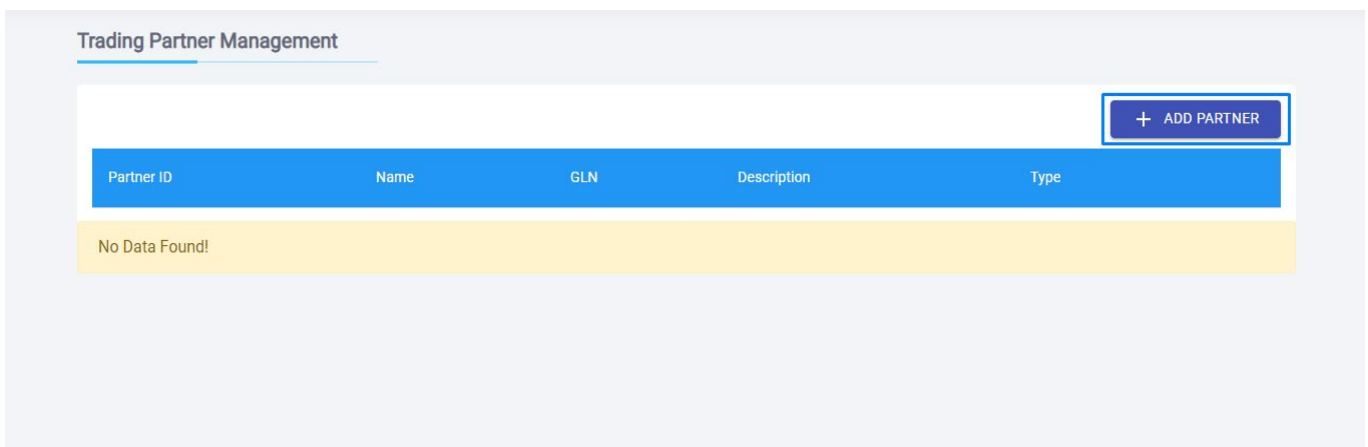 Trading Partner Management
+ ADD PARTNER
Partner ID Name GLN Description Type
No Data Found!